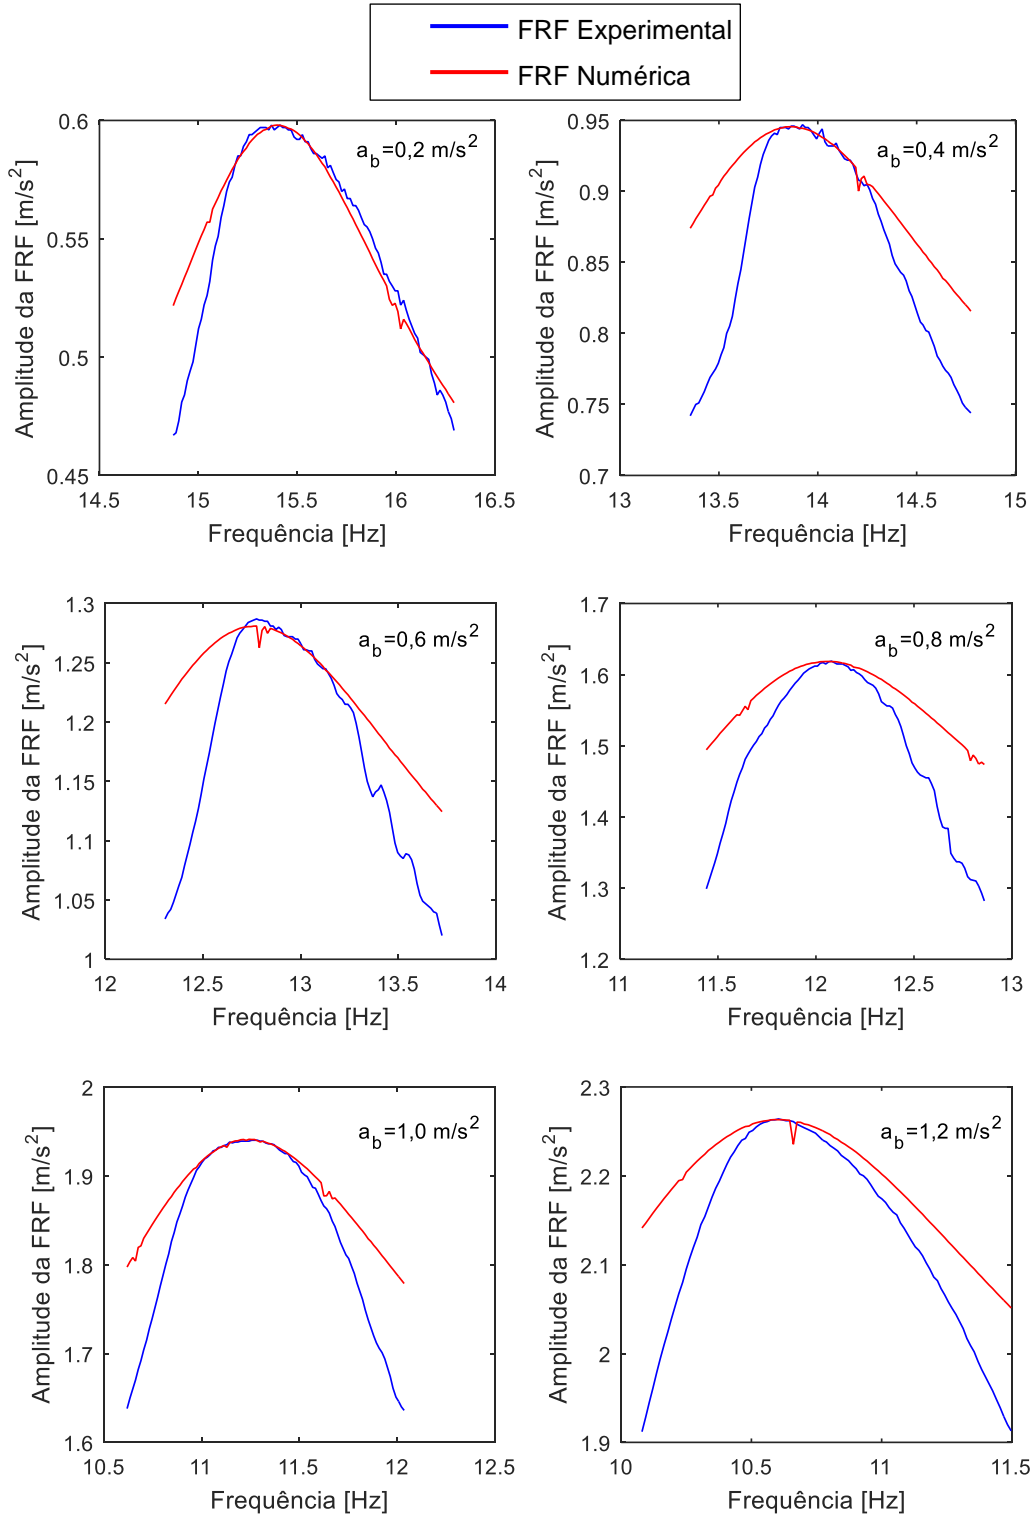 FRF Experimental
FRF Numérica
0.6
0.55
0.5
0.45
14.5 15 15.5 16 16.5
Amplitude da FRF [m/s²]
Frequência [Hz]
a_b=0,2 m/s²
0.95
0.9
0.85
0.8
0.75
0.7
13 13.5 14 14.5 15
Amplitude da FRF [m/s²]
Frequência [Hz]
a_b=0,4 m/s²
1.3
1.25
1.2
1.15
1.1
1.05
1
12 12.5 13 13.5 14
Amplitude da FRF [m/s²]
Frequência [Hz]
a_b=0,6 m/s²
1.7
1.6
1.5
1.4
1.3
1.2
11 11.5 12 12.5 13
Amplitude da FRF [m/s²]
Frequência [Hz]
a_b=0,8 m/s²
2
1.9
1.8
1.7
1.6
10.5 11 11.5 12 12.5
Amplitude da FRF [m/s²]
Frequência [Hz]
a_b=1,0 m/s²
2.3
2.2
2.1
2
1.9
10 10.5 11 11.5
Amplitude da FRF [m/s²]
Frequência [Hz]
a_b=1,2 m/s²